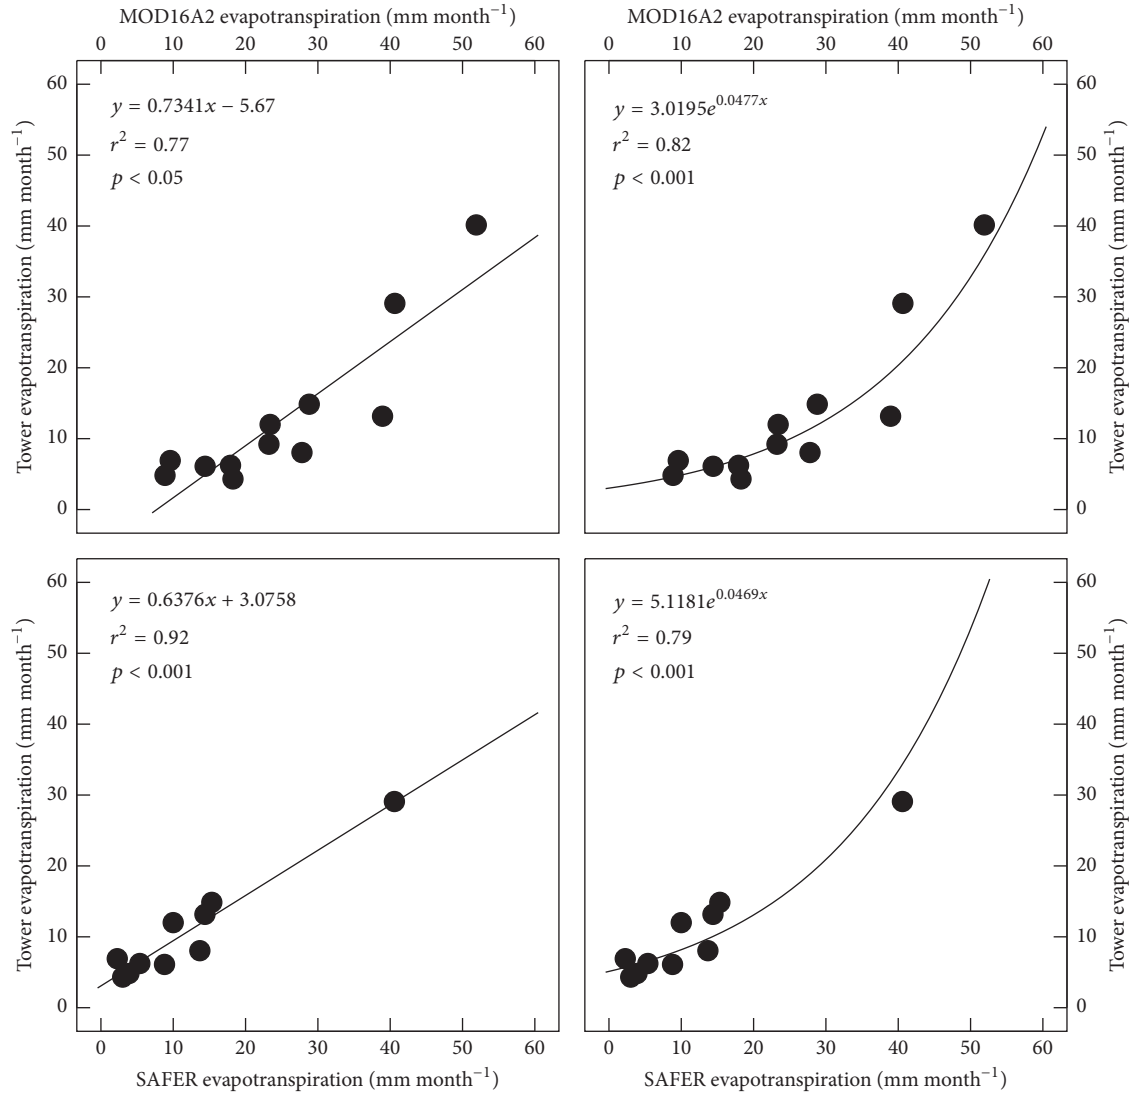 MOD16A2 evapotranspiration (mm month⁻¹)
MOD16A2 evapotranspiration (mm month⁻¹)
0 10 20 30 40 50 60
0 10 20 30 40 50 60
Tower evapotranspiration (mm month⁻¹)
60
50
40
30
20
10
0
y = 0.7341x − 5.67
r² = 0.77
p < 0.05
y = 3.0195e^0.0477x
r² = 0.82
p < 0.001
60
50
40
30
20
10
0
Tower evapotranspiration (mm month⁻¹)
Tower evapotranspiration (mm month⁻¹)
60
50
40
30
20
10
0
y = 0.6376x + 3.0758
r² = 0.92
p < 0.001
y = 5.1181e^0.0469x
r² = 0.79
p < 0.001
60
50
40
30
20
10
0
Tower evapotranspiration (mm month⁻¹)
0 10 20 30 40 50 60
0 10 20 30 40 50 60
SAFER evapotranspiration (mm month⁻¹)
SAFER evapotranspiration (mm month⁻¹)